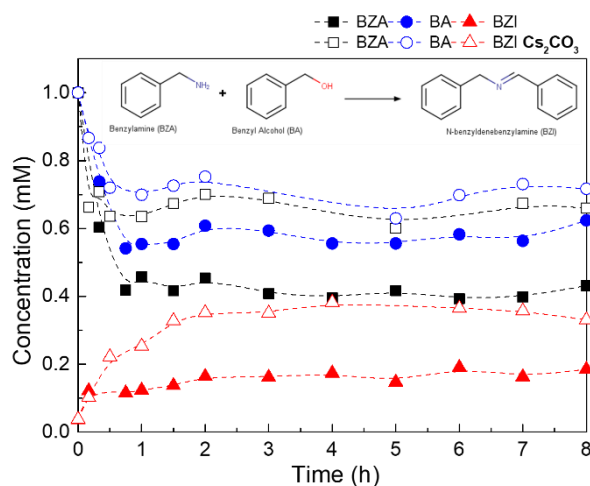 BZA BA BZI
BZA BA BZI Cs₂CO₃
NH₂
OH
N
+
Benzylamine (BZA)
Benzyl Alcohol (BA)
N-benzyldenebenzylamine (BZI)
1.0
0.8
0.6
0.4
0.2
0.0
Concentration (mM)
0 1 2 3 4 5 6 7 8
Time (h)